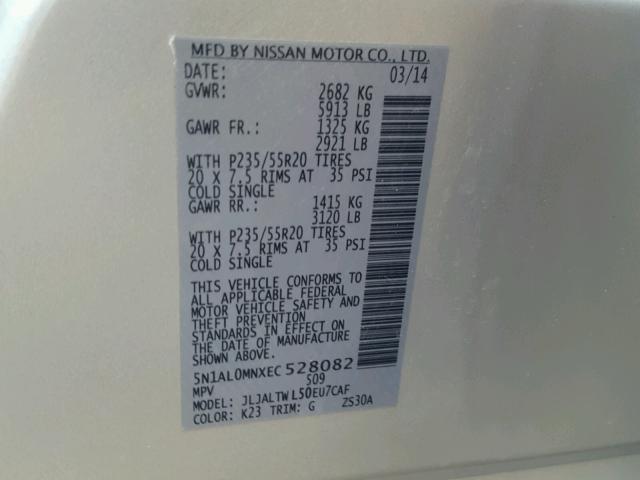 MFD BY NISSAN MOTOR CO., LTD.
DATE: 03/14
GVWR: 2682 KG
5913 LB
GAWR FR.: 1325 KG
2921 LB
WITH P235/55R20 TIRES
20 X 7.5 RIMS AT 35 PSI
COLD SINGLE
GAWR RR.: 1415 KG
3120 LB
WITH P235/55R20 TIRES
20 X 7.5 RIMS AT 35 PSI
COLD SINGLE
THIS VEHICLE CONFORMS TO
ALL APPLICABLE FEDERAL
MOTOR VEHICLE SAFETY AND
THEFT PREVENTION
STANDARDS IN EFFECT ON
THE DATE OF MANUFACTURE
SHOWN ABOVE.
5N1AL0MNXEC528082
MPV 509
MODEL: JLJALTWL50EU7CAF
COLOR: K23 TRIM: G ZS30A